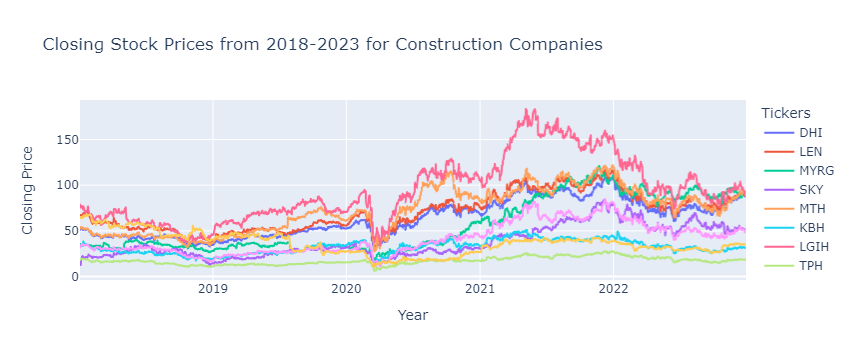 Closing Stock Prices from 2018-2023 for Construction Companies
Tickers
DHI
LEN
MYRG
SKY
MTH
KBH
LGIH
TPH
Closing Price
150
100
50
0
2019
2020
2021
2022
Year